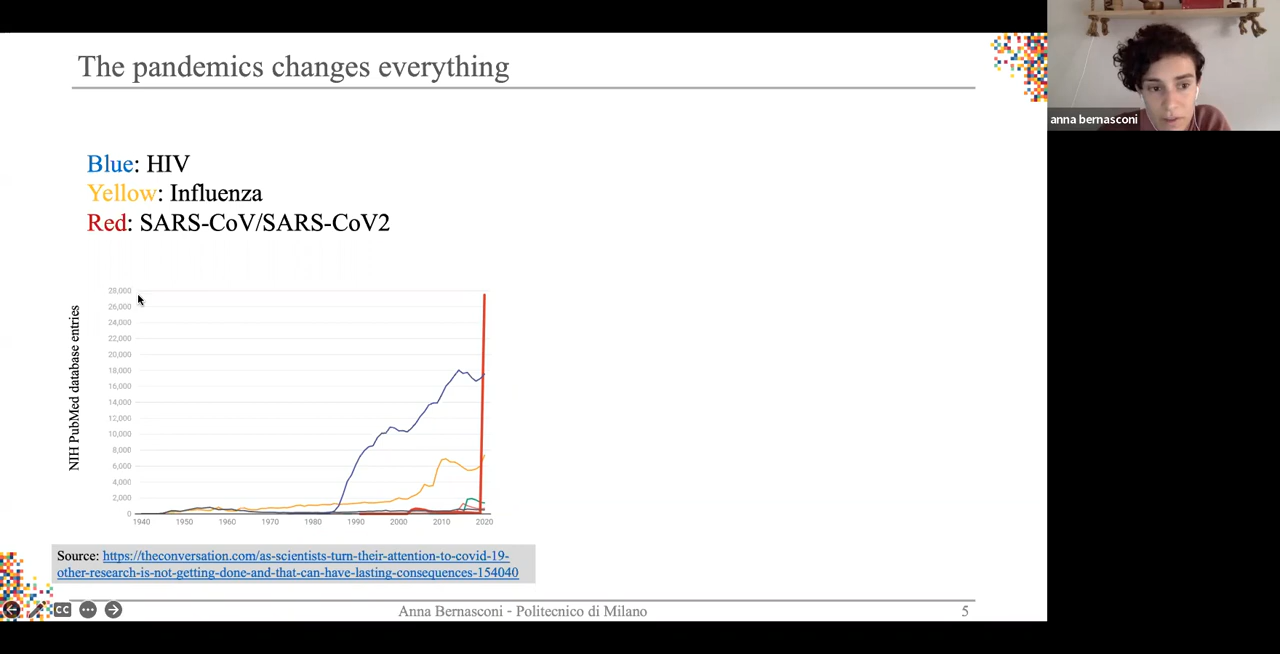 The pandemics changes everything
anna bernasconi
Blue: HIV
Yellow: Influenza
Red: SARS-CoV/SARS-CoV2
NIH PubMed database entries
28,000
26,000
24,000
22,000
20,000
18,000
16,000
14,000
12,000
10,000
8,000
6,000
4,000
2,000
0
1940 1950 1960 1970 1980 1990 2000 2010 2020
Source: https://theconversation.com/as-scientists-turn-their-attention-to-covid-19-
other-research-is-not-getting-done-and-that-can-have-lasting-consequences-154040
CC
Anna Bernasconi - Politecnico di Milano
5